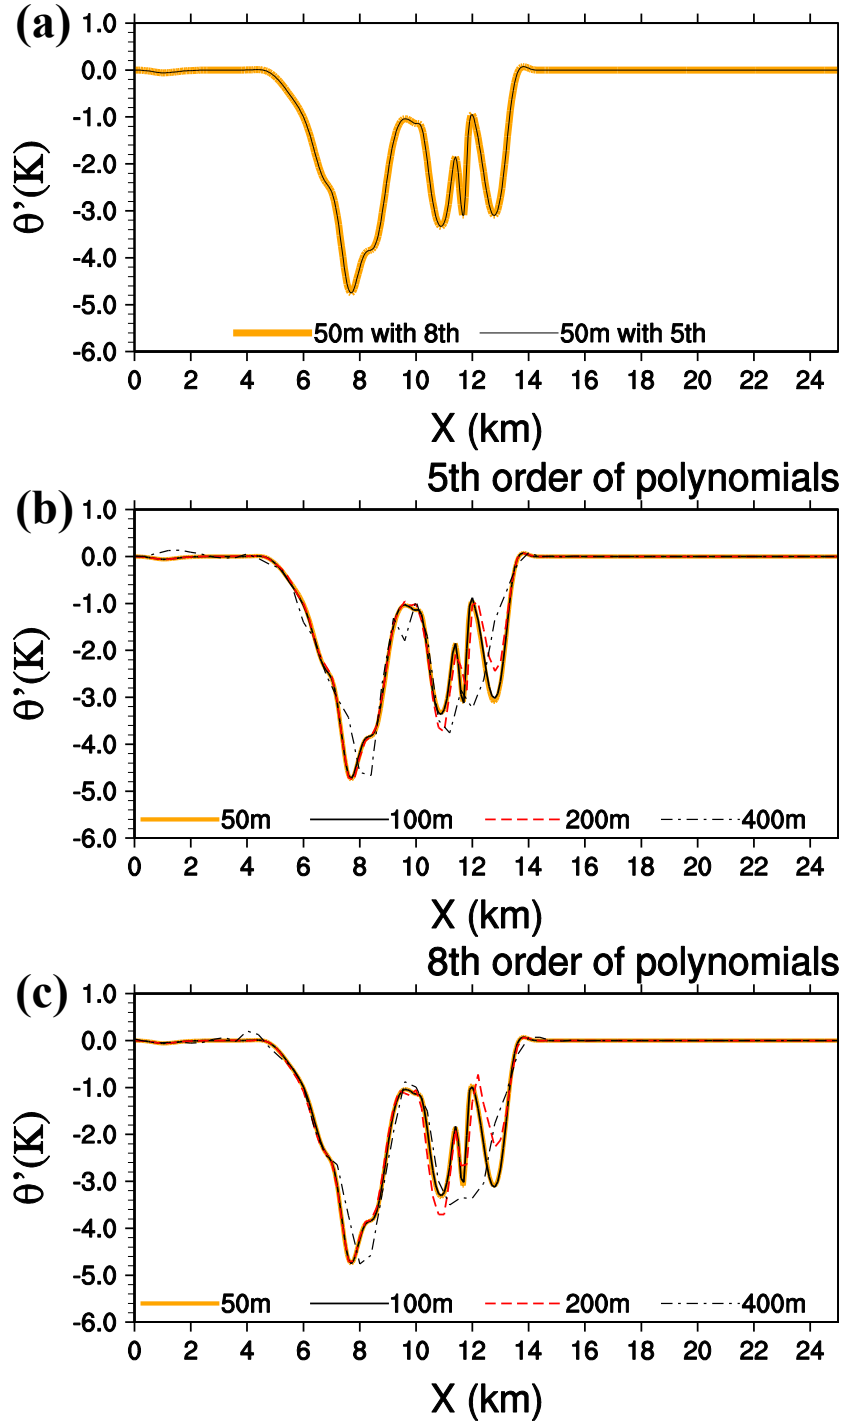 (a)
1.0
0.0
-1.0
-2.0
-3.0
-4.0
-5.0
-6.0
θ’(K)
50m with 8th 50m with 5th
0 2 4 6 8 10 12 14 16 18 20 22 24
X (km)
5th order of polynomials
(b)
1.0
0.0
-1.0
-2.0
-3.0
-4.0
-5.0
-6.0
θ’(K)
50m 100m 200m 400m
0 2 4 6 8 10 12 14 16 18 20 22 24
X (km)
8th order of polynomials
(c)
1.0
0.0
-1.0
-2.0
-3.0
-4.0
-5.0
-6.0
θ’(K)
50m 100m 200m 400m
0 2 4 6 8 10 12 14 16 18 20 22 24
X (km)